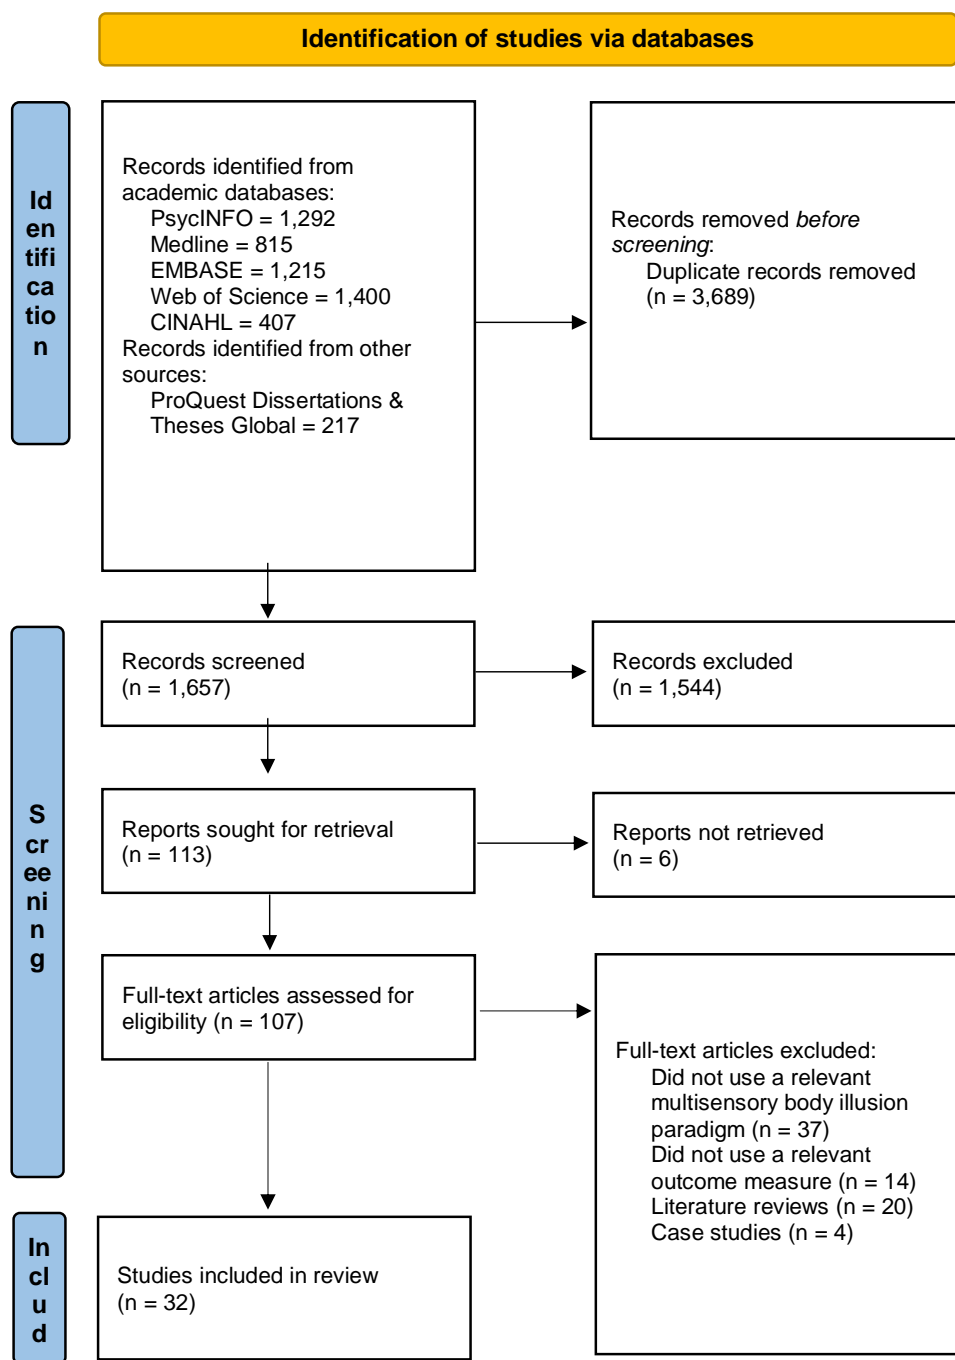 Identification of studies via databases
Id
en
tifi
ca
tio
n
Records identified from
academic databases:
PsycINFO = 1,292
Medline = 815
EMBASE = 1,215
Web of Science = 1,400
CINAHL = 407
Records identified from other
sources:
ProQuest Dissertations &
Theses Global = 217
Records removed before
screening:
Duplicate records removed
(n = 3,689)
S
cr
ee
ni
n
g
Records screened
(n = 1,657)
Records excluded
(n = 1,544)
Reports sought for retrieval
(n = 113)
Reports not retrieved
(n = 6)
Full-text articles assessed for
eligibility (n = 107)
Full-text articles excluded:
Did not use a relevant
multisensory body illusion
paradigm (n = 37)
Did not use a relevant
outcome measure (n = 14)
Literature reviews (n = 20)
Case studies (n = 4)
In
cl
u
d
Studies included in review
(n = 32)